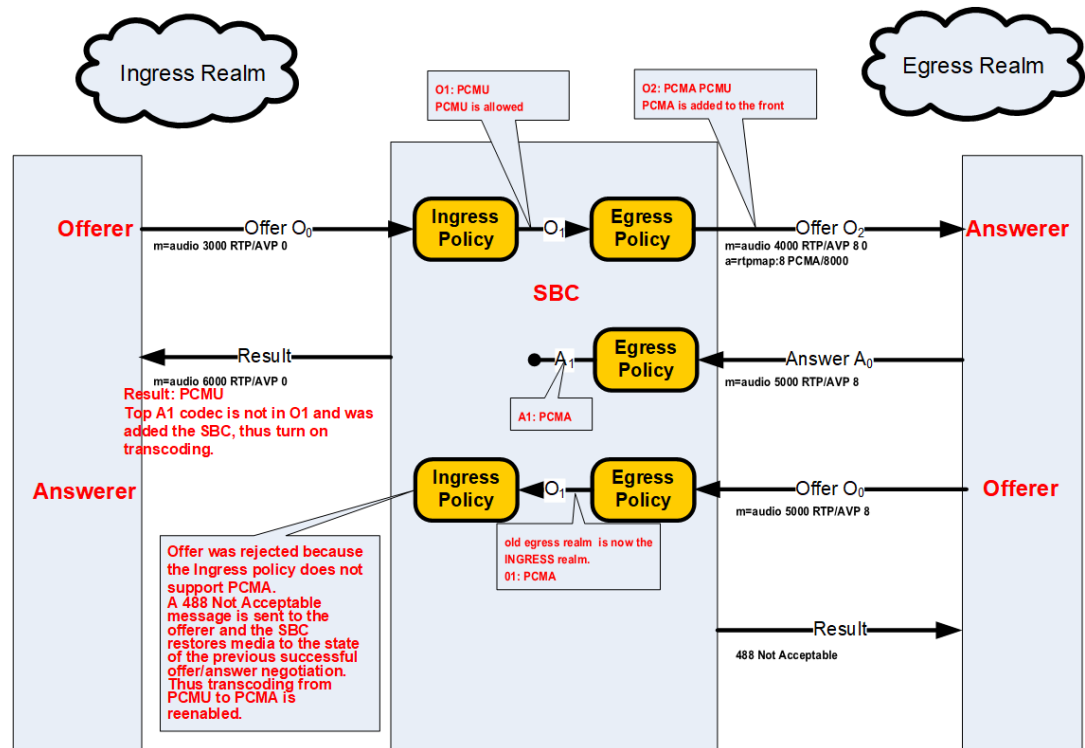 Ingress Realm
Egress Realm
O1: PCMU
PCMU is allowed
O2: PCMA PCMU
PCMA is added to the front
Offerer
Offer O₀
m=audio 3000 RTP/AVP 0
Ingress
Policy
O₁
Egress
Policy
Offer O₂
m=audio 4000 RTP/AVP 8 0
a=rtpmap:8 PCMA/8000
Answerer
SBC
Result
m=audio 6000 RTP/AVP 0
Result: PCMU
Top A1 codec is not in O1 and was
added the SBC, thus turn on
transcoding.
A₁
Egress
Policy
Answer A₀
m=audio 5000 RTP/AVP 8
A1: PCMA
Answerer
Ingress
Policy
O₁
Egress
Policy
Offer O₀
m=audio 5000 RTP/AVP 8
Offerer
Offer was rejected because
the Ingress policy does not
support PCMA.
A 488 Not Acceptable
message is sent to the
offerer and the SBC
restores media to the state
of the previous successful
offer/answer negotiation.
Thus transcoding from
PCMU to PCMA is
reenabled.
old egress realm is now the
INGRESS realm.
01: PCMA
Result
488 Not Acceptable